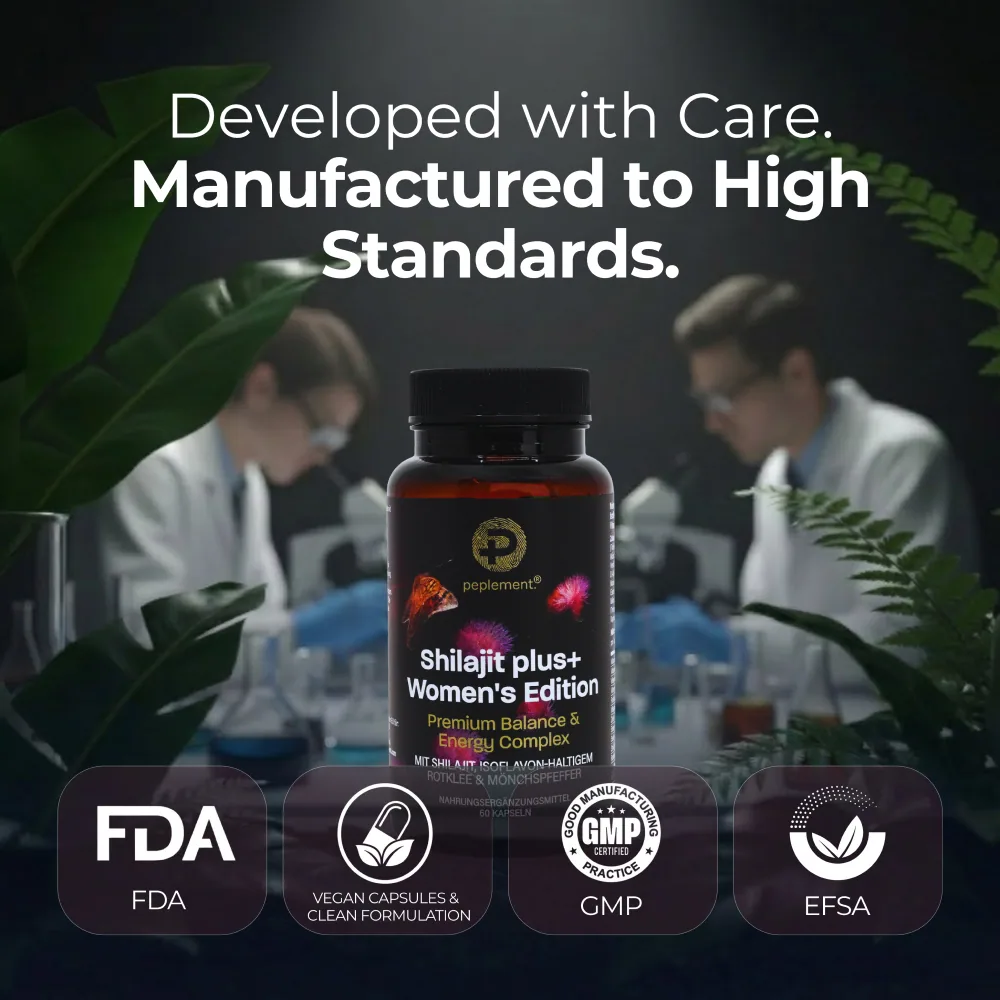 Developed with Care.
Manufactured to High
Standards.
peplement.®
Shilajit plus+
Women's Edition
Premium Balance &
Energy Complex
MIT SHILAJIT, ISOFLAVON-HALTIGEM
ROTKLEE & MÖNCHSPFEFFER
NAHRUNGSERGÄNZUNGSMITTEL
60 KAPSELN
FDA
FDA
VEGAN CAPSULES &
CLEAN FORMULATION
GOOD MANUFACTURING
GMP
CERTIFIED
PRACTICE
GMP
EFSA